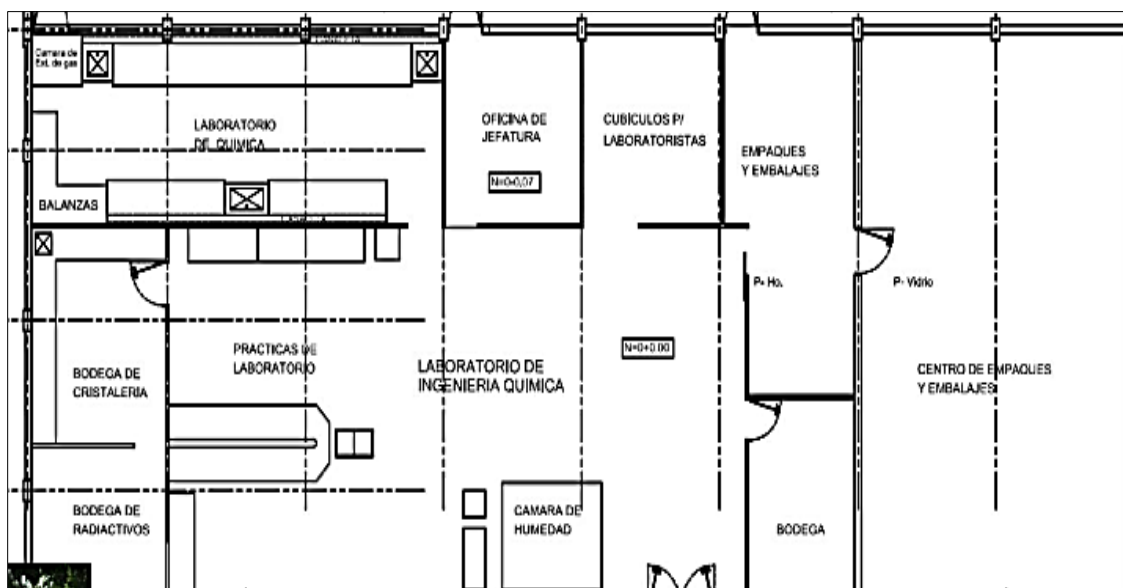 Camara de
Ext. de gas
LABORATORIO
DE QUIMICA
BALANZAS
OFICINA DE
JEFATURA
N=0+0.07
CUBÍCULOS P/
LABORATORISTAS
EMPAQUES
Y EMBALAJES
P- Ho.
P- Vidrio
PRACTICAS DE
LABORATORIO
LABORATORIO DE
INGENIERIA QUIMICA
N=0+0.00
BODEGA DE
CRISTALERIA
CENTRO DE EMPAQUES
Y EMBALAJES
BODEGA DE
RADIACTIVOS
CAMARA DE
HUMEDAD
BODEGA